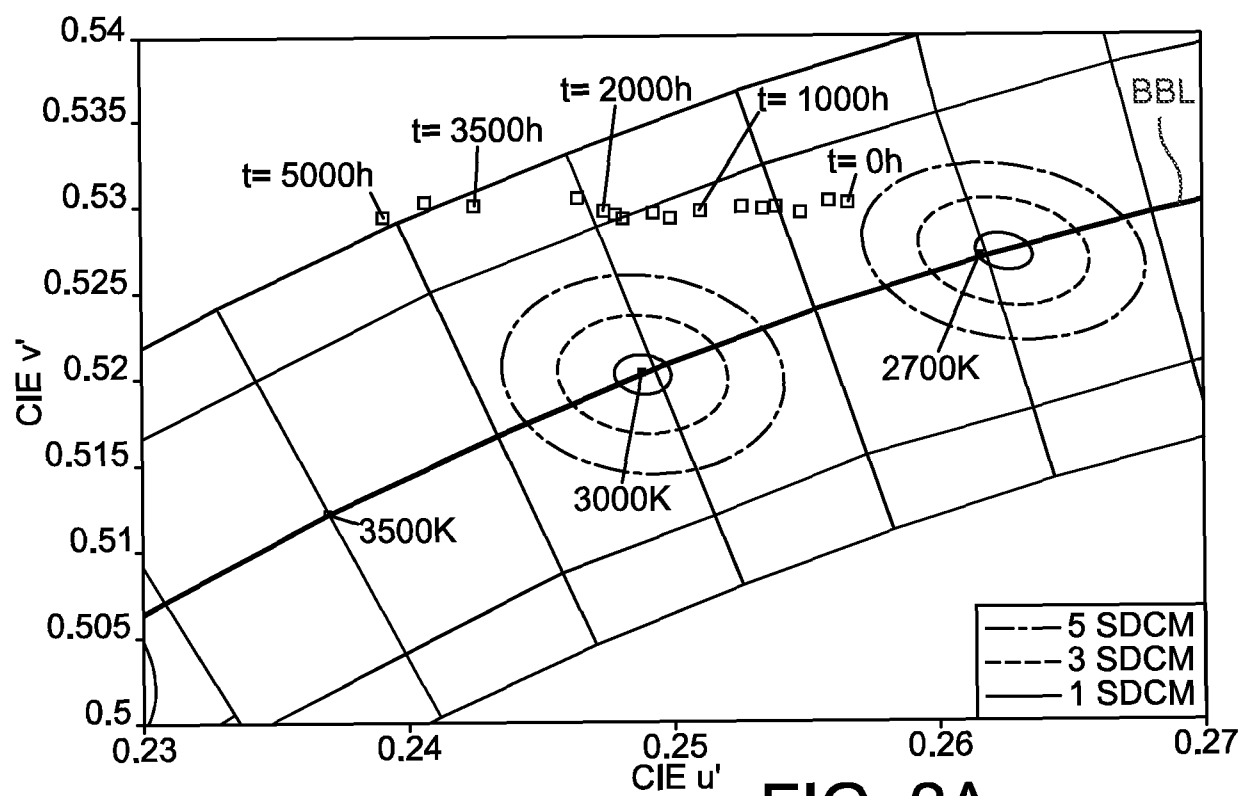 0.54
0.535
0.53
0.525
0.52
0.515
0.51
0.505
0.5
CIE v'
t= 2000h
t= 1000h
BBL
t= 3500h
t= 5000h
t= 0h
2700K
3000K
3500K
5 SDCM
3 SDCM
1 SDCM
0.23
0.24
0.25
0.26
0.27
CIE u'
FIG. 8A